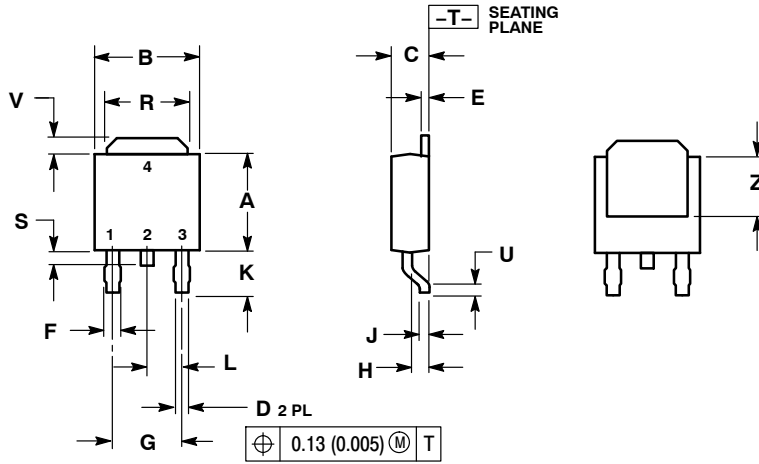 –T– SEATING
PLANE
B
C
V
R
E
4
Z
A
S
1 2 3
U
K
F
J
L
H
D 2 PL
G
⌖ 0.13 (0.005) Ⓜ T